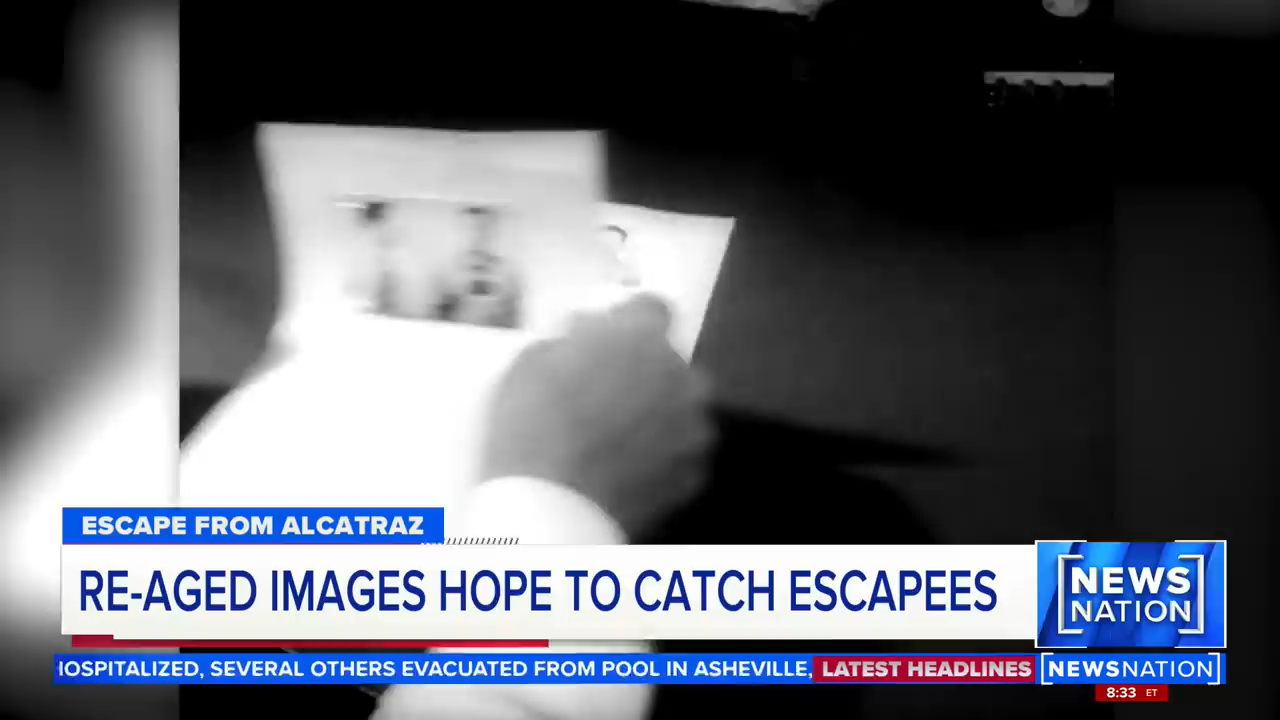 ESCAPE FROM ALCATRAZ
RE-AGED IMAGES HOPE TO CATCH ESCAPEES
NEWS
NATION
HOSPITALIZED, SEVERAL OTHERS EVACUATED FROM POOL IN ASHEVILLE,
LATEST HEADLINES
NEWSNATION
8:33 ET